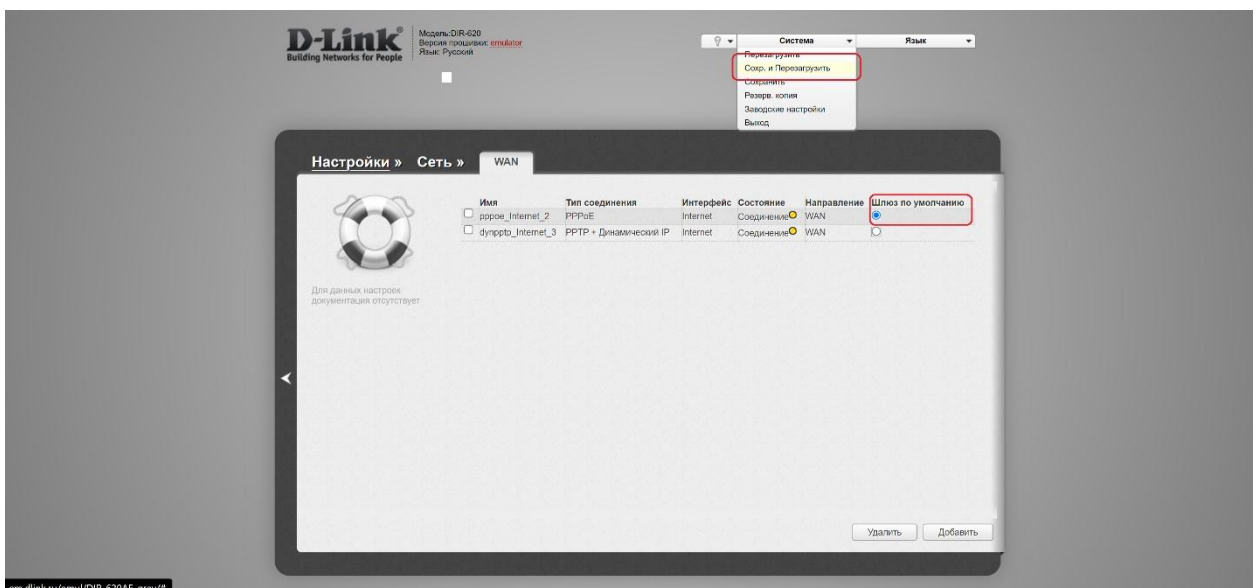 D-Link
Building Networks for People
Модель:DIR-620
Версия прошивки: emulator
Язык: Русский
Система
Язык
Перезагрузить
Сохр. и Перезагрузить
Сохранить
Резерв. копия
Заводские настройки
Выход
Настройки » Сеть » WAN
Имя Тип соединения Интерфейс Состояние Направление Шлюз по умолчанию
pppoe_Internet_2 PPPoE Internet Соединение WAN
dynpptp_Internet_3 PPTP + Динамический IP Internet Соединение WAN
Для данных настроек
документация отсутствует
Удалить Добавить